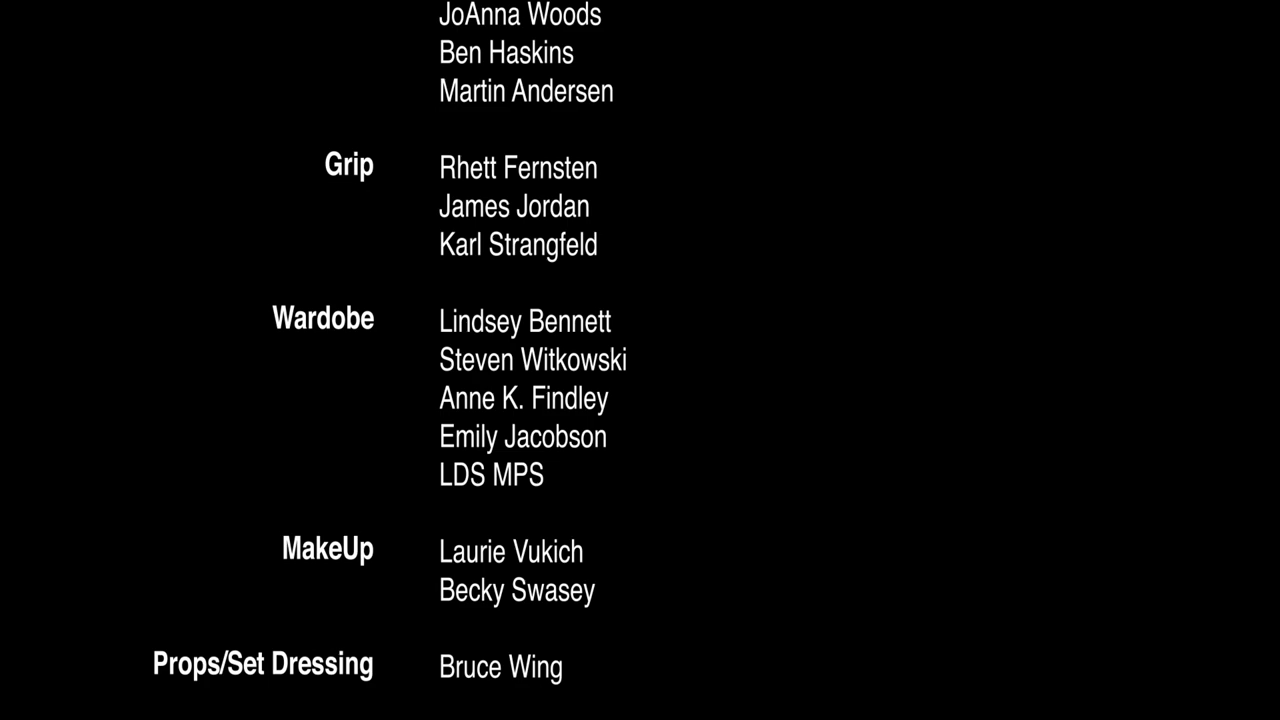 JoAnna Woods
Ben Haskins
Martin Andersen
Grip Rhett Fernsten
James Jordan
Karl Strangfeld
Wardobe Lindsey Bennett
Steven Witkowski
Anne K. Findley
Emily Jacobson
LDS MPS
MakeUp Laurie Vukich
Becky Swasey
Props/Set Dressing Bruce Wing